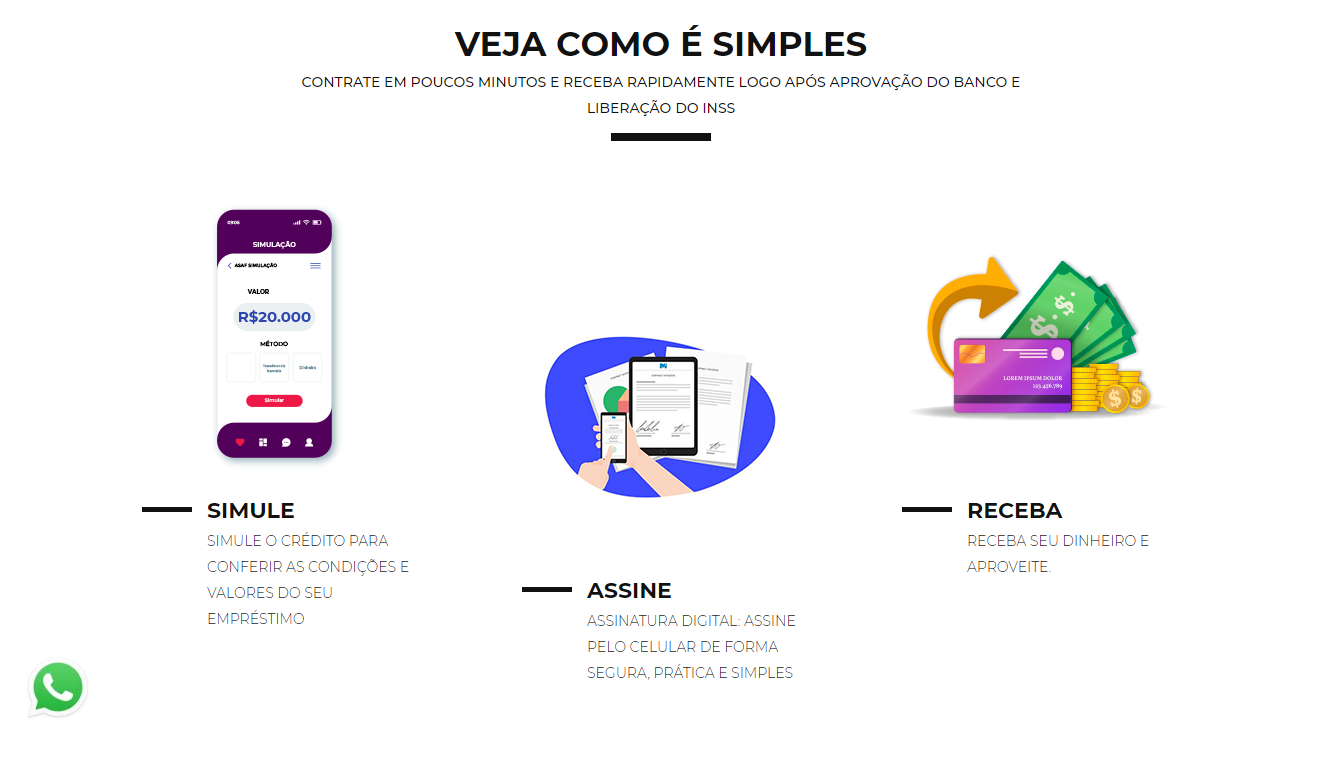 VEJA COMO É SIMPLES
CONTRATE EM POUCOS MINUTOS E RECEBA RAPIDAMENTE LOGO APÓS APROVAÇÃO DO BANCO E
LIBERAÇÃO DO INSS
09:05
SIMULAÇÃO
ASAF SIMULAÇÃO
VALOR
R$20.000
MÉTODO
Dinheiro
Simular
LOREM IPSUM DOLOR
123.456.789
SIMULE
SIMULE O CRÉDITO PARA
CONFERIR AS CONDIÇÕES E
VALORES DO SEU
EMPRÉSTIMO
ASSINE
ASSINATURA DIGITAL: ASSINE
PELO CELULAR DE FORMA
SEGURA, PRÁTICA E SIMPLES
RECEBA
RECEBA SEU DINHEIRO E
APROVEITE.